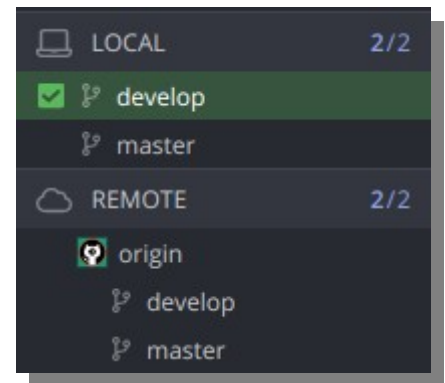 LOCAL 2/2
develop
master
REMOTE 2/2
origin
develop
master